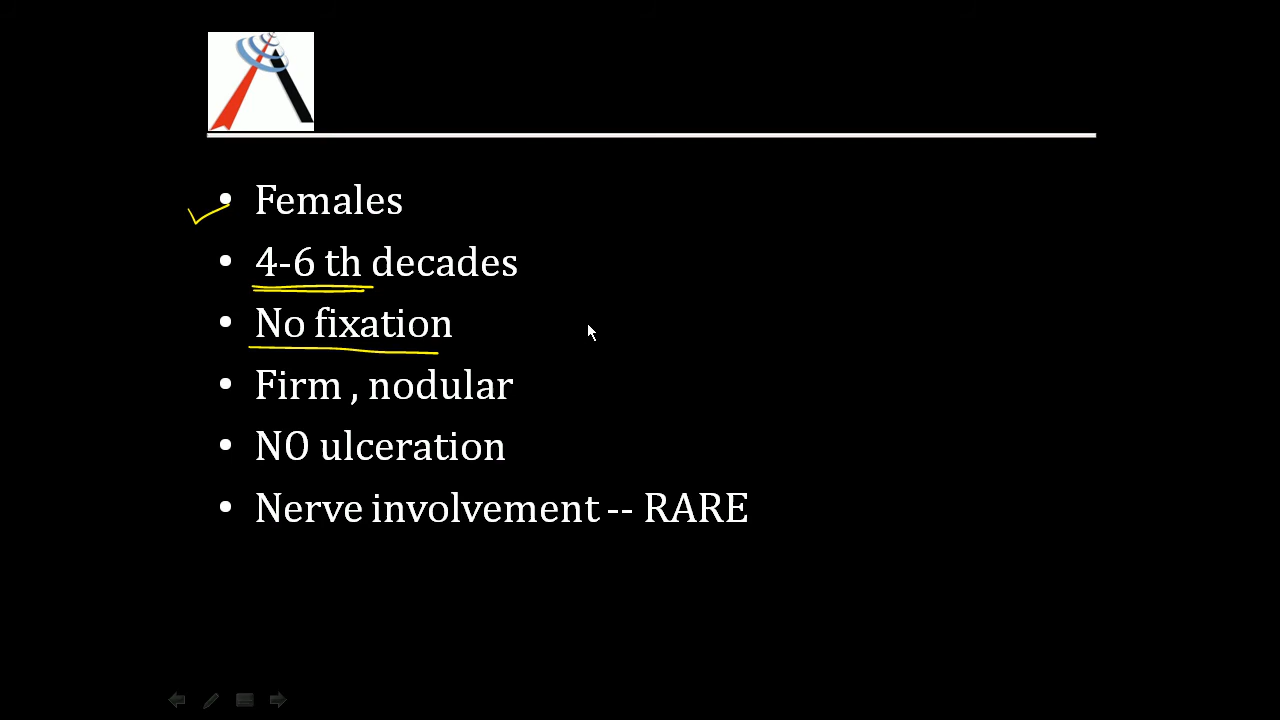 • Females
• 4-6 th decades
• No fixation
• Firm , nodular
• NO ulceration
• Nerve involvement -- RARE